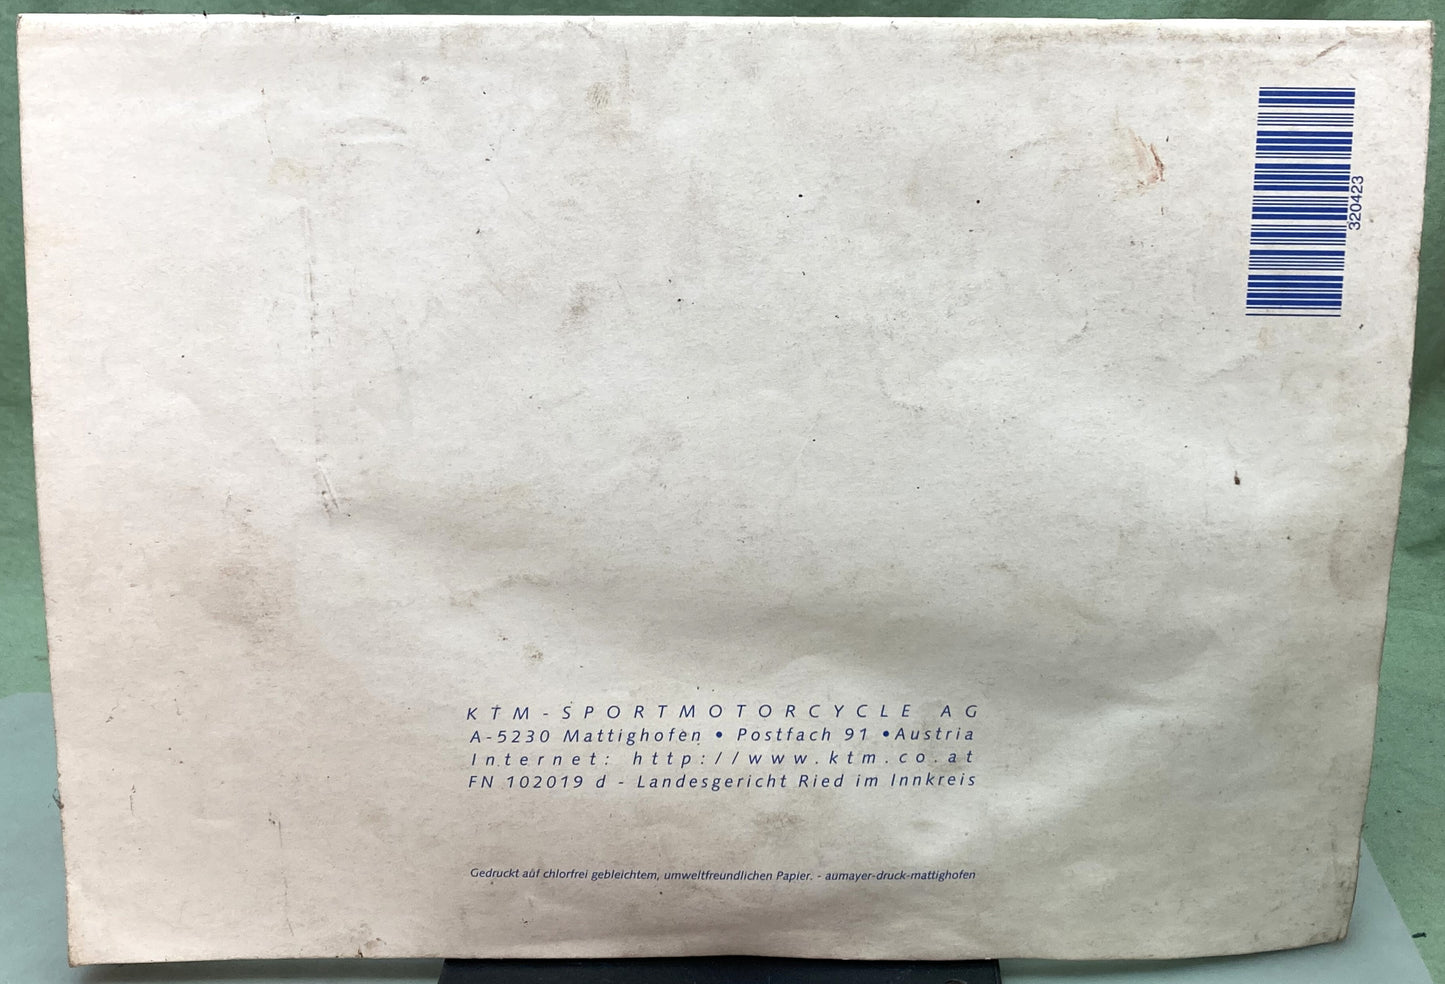 320423
KTM-SPORTMOTORCYCLE AG
A-5230 Mattighofen • Postfach 91 •Austria
Internet: http://www.ktm.co.at
FN 102019 d - Landesgericht Ried im Innkreis
Gedruckt auf chlorfrei gebleichtem, umweltfreundlichen Papier. - aumayer-druck-mattighofen